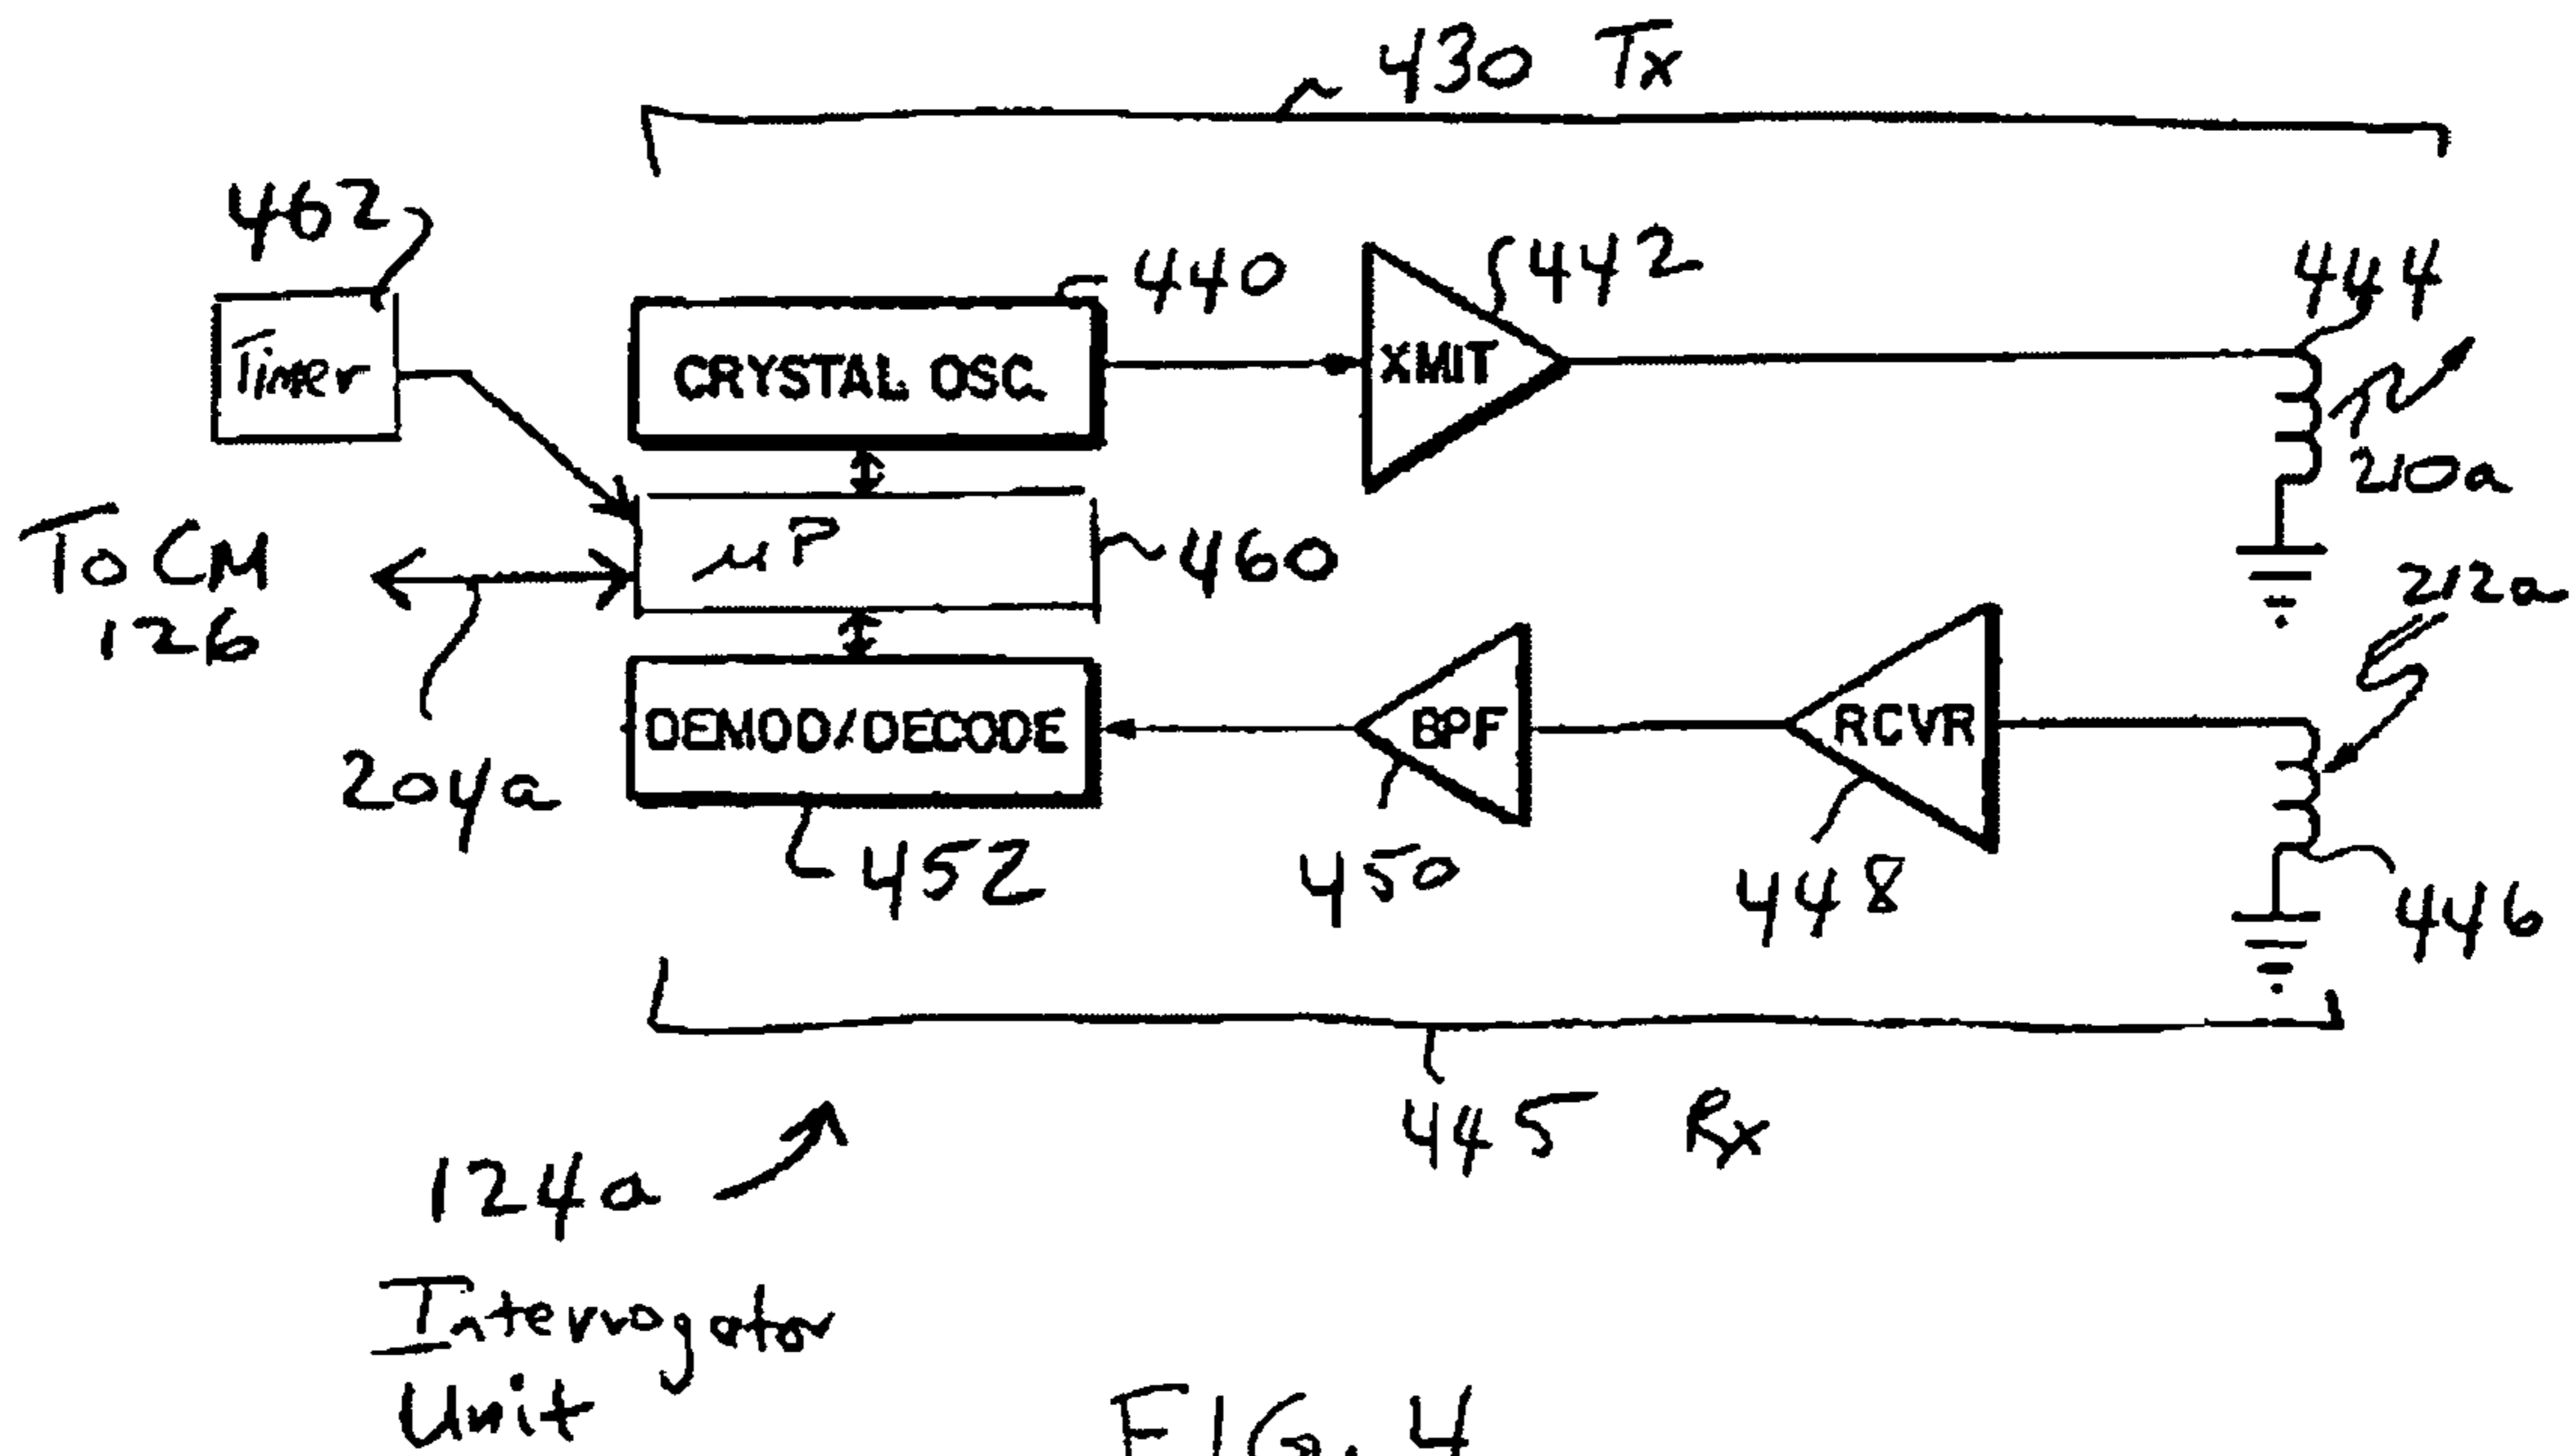 430 Tx
462
440
442
444
Timer
CRYSTAL OSC.
XMIT
210a
To CM
126
µP
460
212a
204a
DEMOD/DECODE
BPF
RCVR
452
450
448
446
445 Rx
124a
Interrogator
Unit
FIG. 4